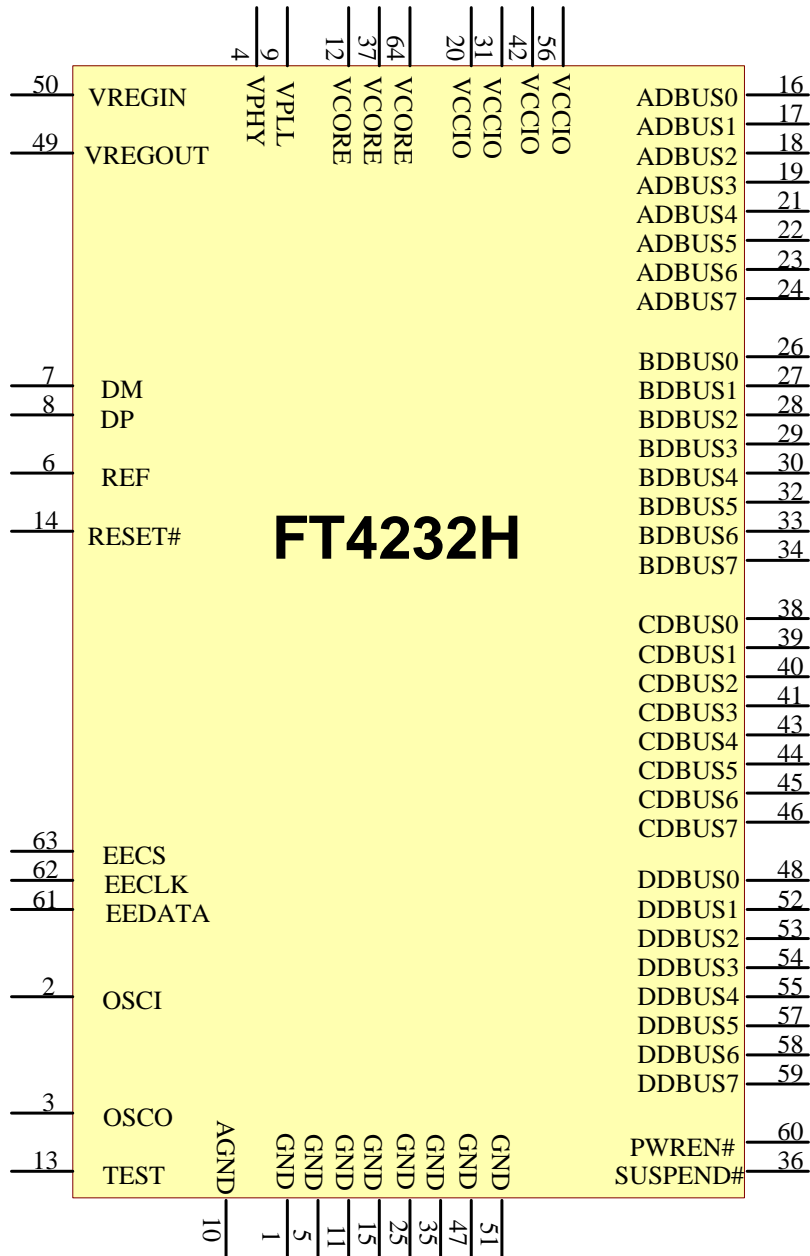 4 9 12 37 64 20 31 42 56
VPHY VPLL VCORE VCORE VCORE VCCIO VCCIO VCCIO VCCIO
50 VREGIN
49 VREGOUT
7 DM
8 DP
6 REF
14 RESET#
63 EECS
62 EECLK
61 EEDATA
2 OSCI
3 OSCO
13 TEST
FT4232H
ADBUS0 16
ADBUS1 17
ADBUS2 18
ADBUS3 19
ADBUS4 21
ADBUS5 22
ADBUS6 23
ADBUS7 24
BDBUS0 26
BDBUS1 27
BDBUS2 28
BDBUS3 29
BDBUS4 30
BDBUS5 32
BDBUS6 33
BDBUS7 34
CDBUS0 38
CDBUS1 39
CDBUS2 40
CDBUS3 41
CDBUS4 43
CDBUS5 44
CDBUS6 45
CDBUS7 46
DDBUS0 48
DDBUS1 52
DDBUS2 53
DDBUS3 54
DDBUS4 55
DDBUS5 57
DDBUS6 58
DDBUS7 59
PWREN# 60
SUSPEND# 36
AGND GND GND GND GND GND GND GND GND
10 1 5 11 15 25 35 47 51